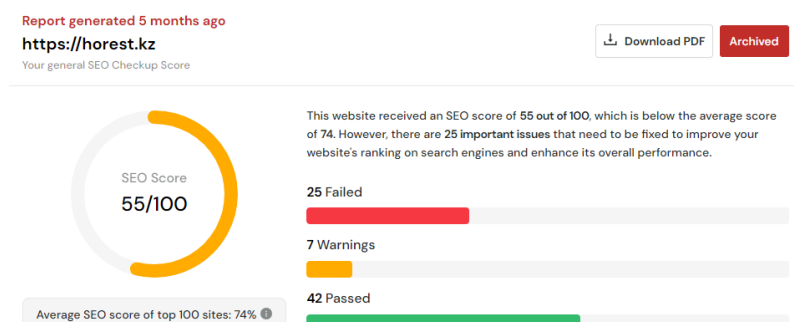 Report generated 5 months ago
https://horest.kz
Your general SEO Checkup Score
Download PDF
Archived
SEO Score
55/100
Average SEO score of top 100 sites: 74%
This website received an SEO score of 55 out of 100, which is below the average score
of 74. However, there are 25 important issues that need to be fixed to improve your
website's ranking on search engines and enhance its overall performance.
25 Failed
7 Warnings
42 Passed